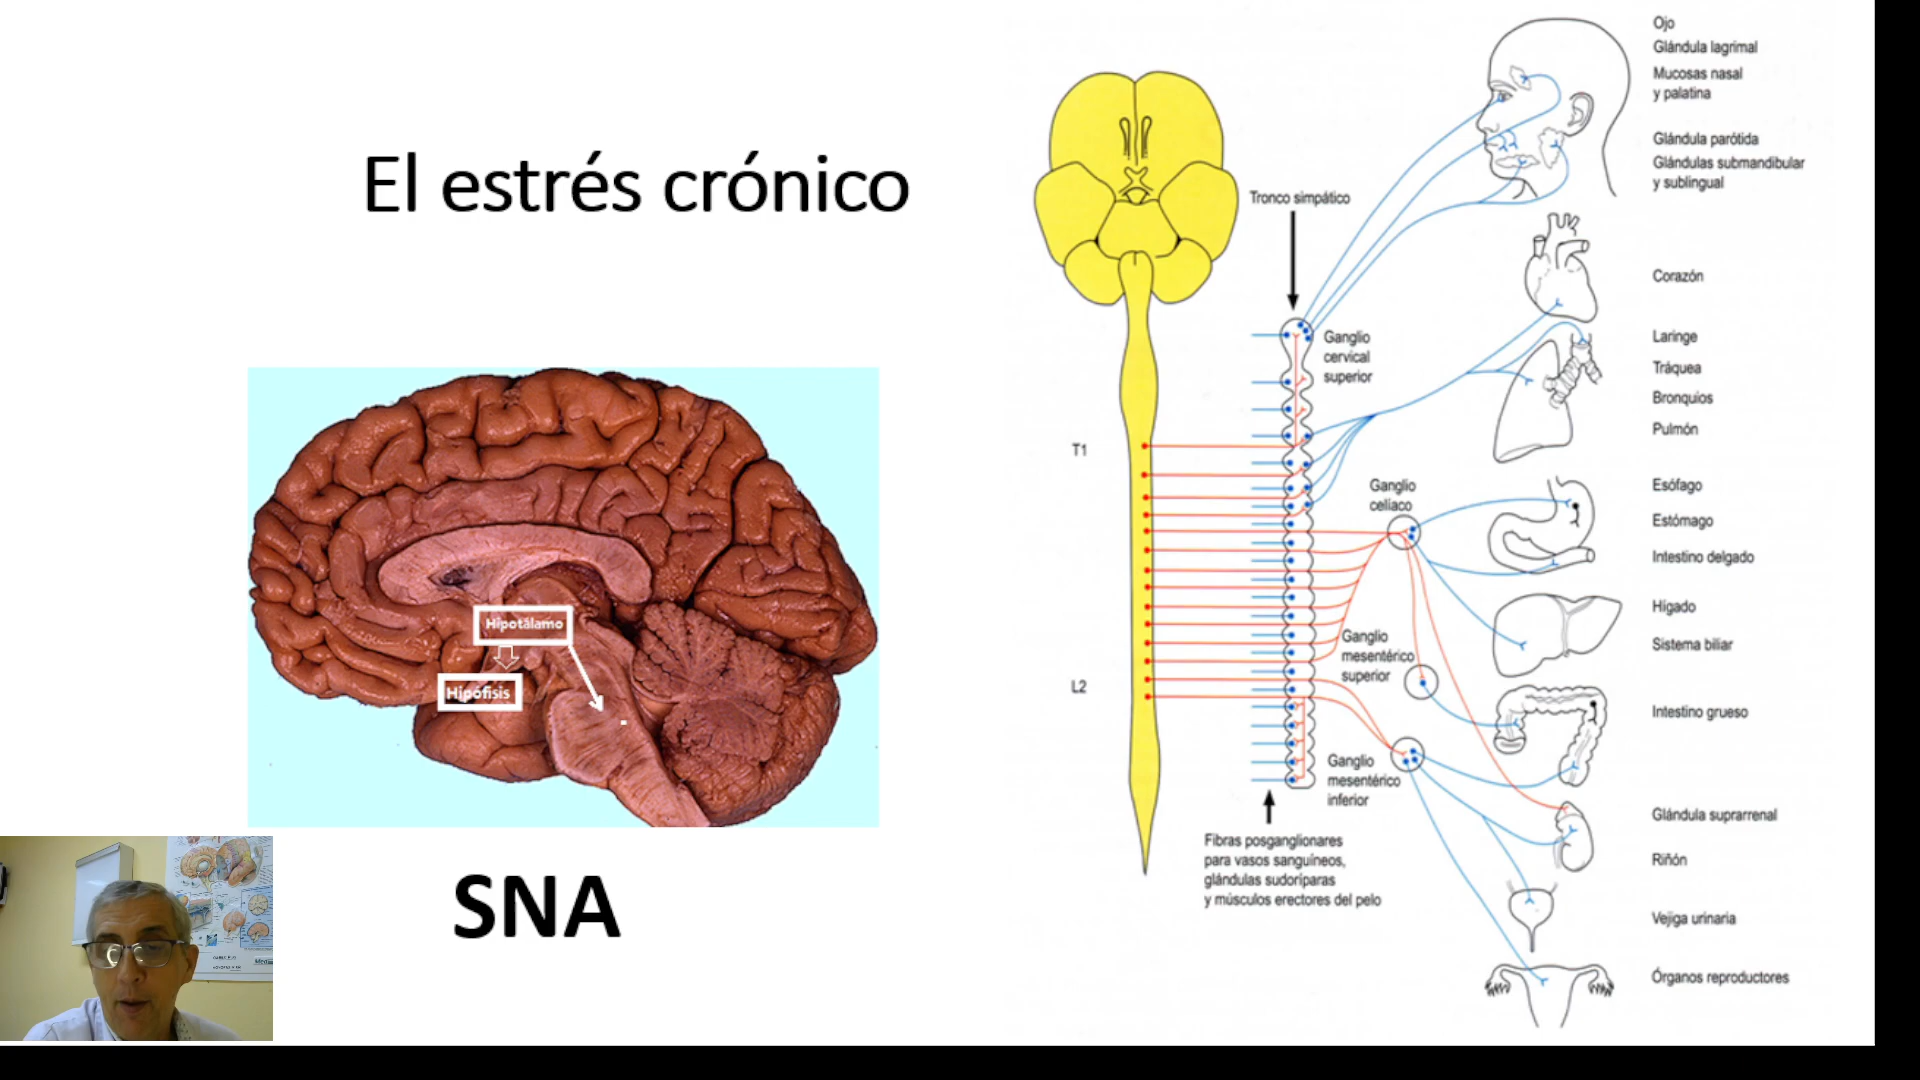 El estrés crónico
Hipotálamo
Hipófisis
SNA
Tronco simpático
Ganglio
cervical
superior
T1
Ganglio
celíaco
Ganglio
mesentérico
superior
L2
Ganglio
mesentérico
inferior
Fibras posganglionares
para vasos sanguíneos,
glándulas sudoríparas
y músculos erectores del pelo
Ojo
Glándula lagrimal
Mucosas nasal
y palatina
Glándula parótida
Glándulas submandibular
y sublingual
Corazón
Laringe
Tráquea
Bronquios
Pulmón
Esófago
Estómago
Intestino delgado
Hígado
Sistema biliar
Intestino grueso
Glándula suprarrenal
Riñón
Vejiga urinaria
Órganos reproductores